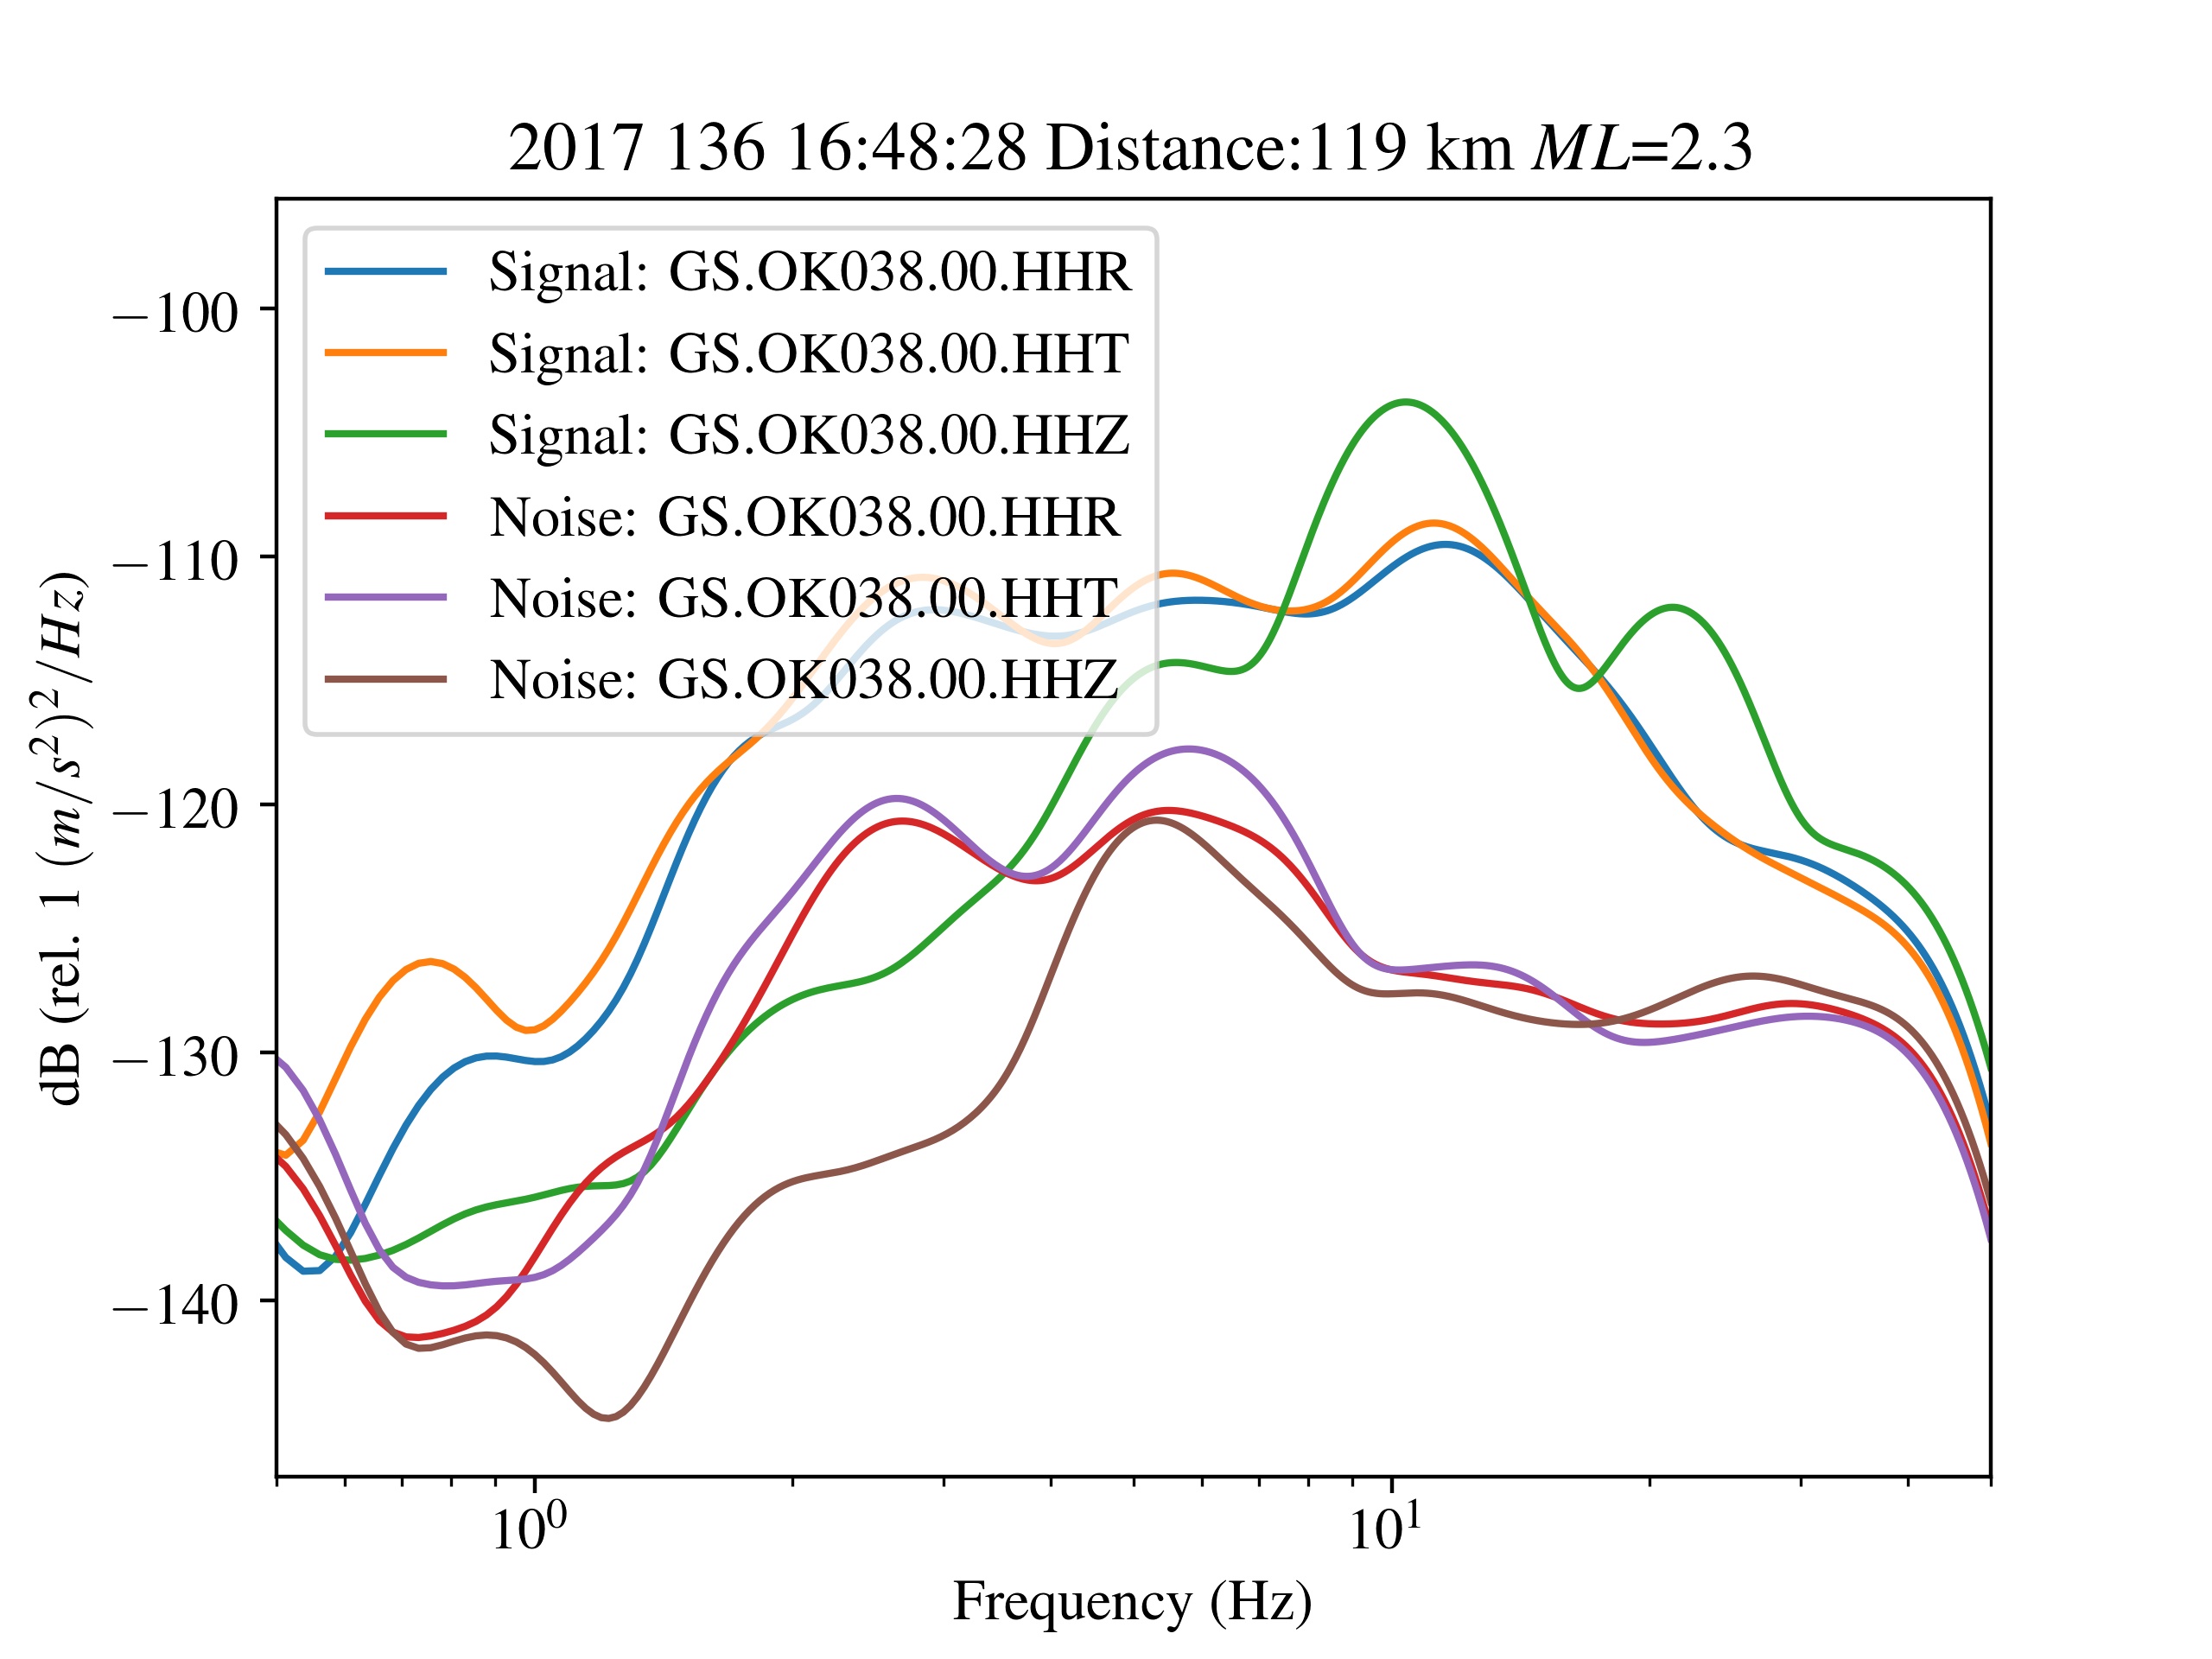 2017 136 16:48:28 Distance:119 km ML=2.3
Signal: GS.OK038.00.HHR
Signal: GS.OK038.00.HHT
Signal: GS.OK038.00.HHZ
Noise: GS.OK038.00.HHR
Noise: GS.OK038.00.HHT
Noise: GS.OK038.00.HHZ
dB (rel. 1 (m/s²)²/Hz)
−100
−110
−120
−130
−140
10⁰
10¹
Frequency (Hz)